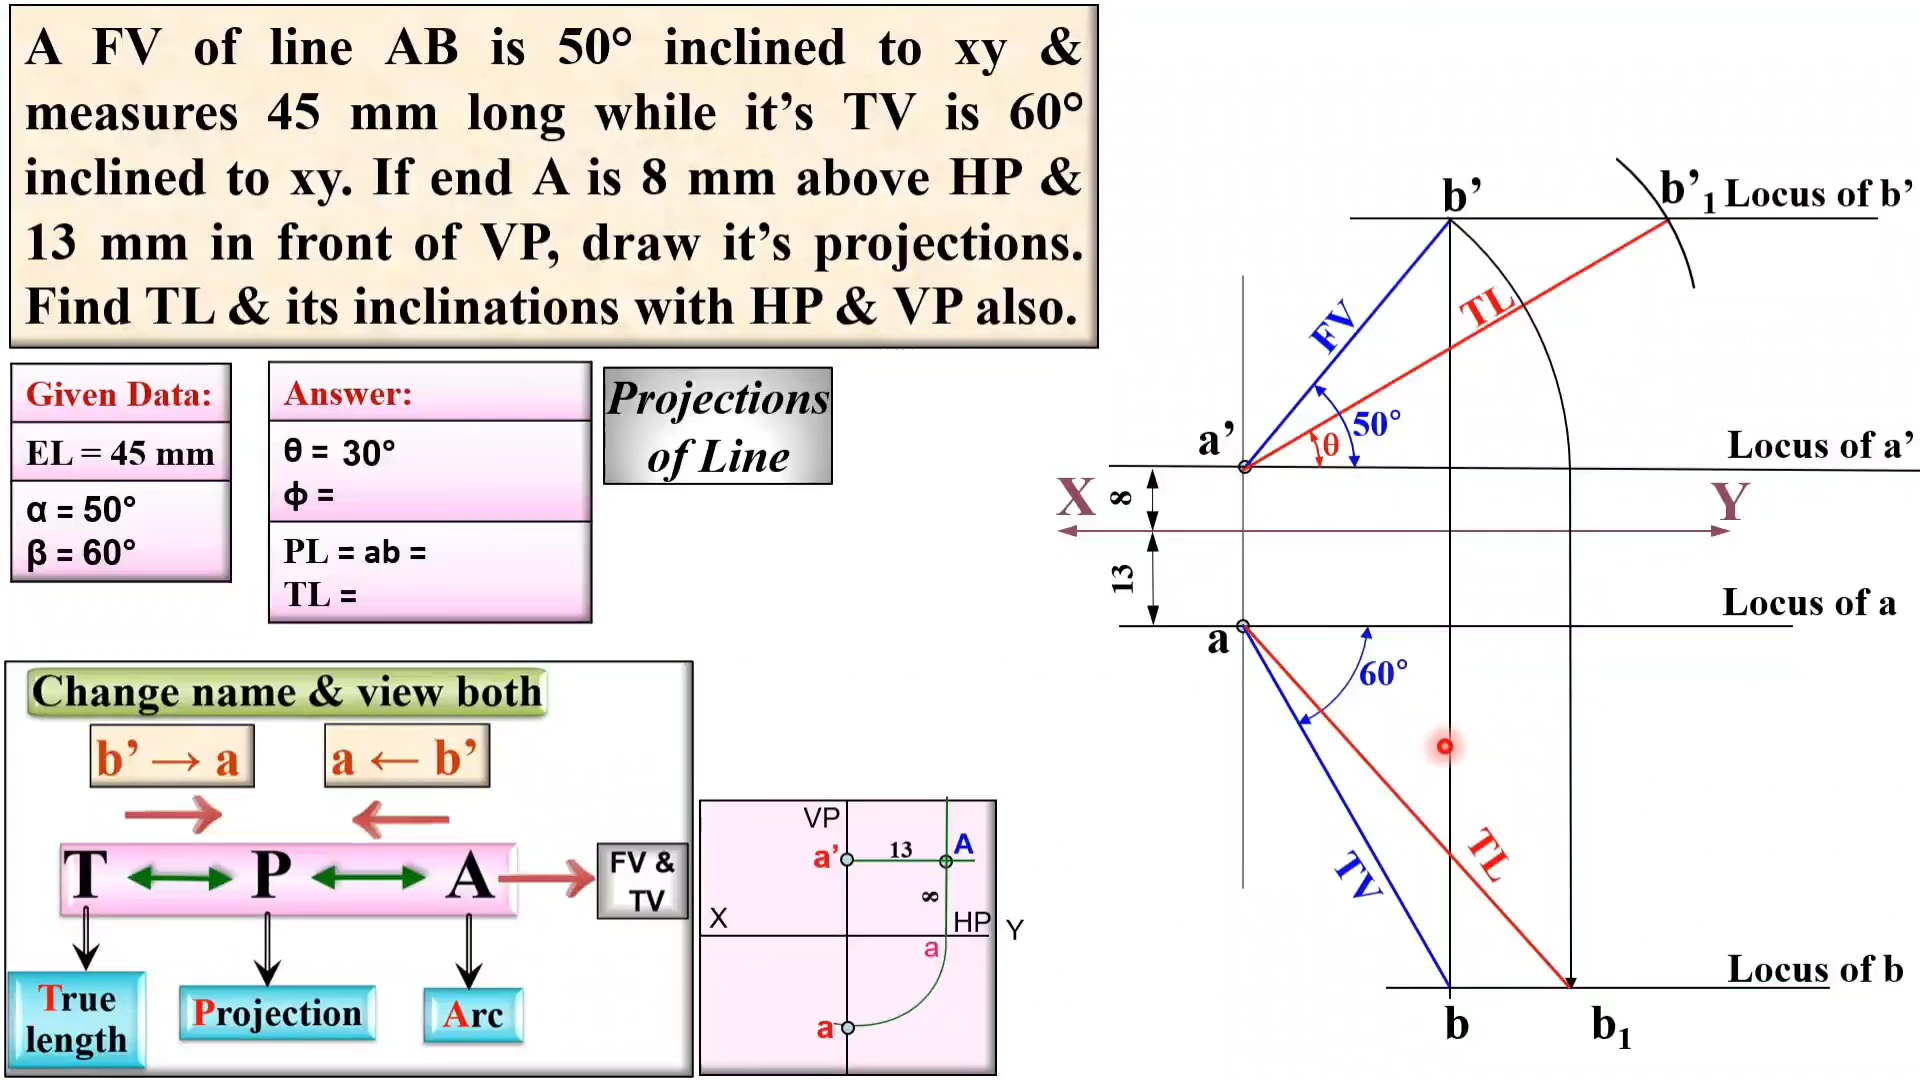 A FV of line AB is 50° inclined to xy &
measures 45 mm long while it’s TV is 60°
inclined to xy. If end A is 8 mm above HP &
13 mm in front of VP, draw it’s projections.
Find TL & its inclinations with HP & VP also.
Given Data:
EL = 45 mm
α = 50°
β = 60°
Answer:
θ = 30°
ϕ =
PL = ab =
TL =
Projections
of Line
Change name & view both
b’ → a
a ← b’
T P A
FV &
TV
True
length
Projection
Arc
VP
a’
13
A
8
X
HP
Y
a
a
b’
b’1
Locus of b’
FV
TL
50°
θ
a’
Locus of a’
X
8
Y
13
Locus of a
a
60°
TV
TL
Locus of b
b
b1